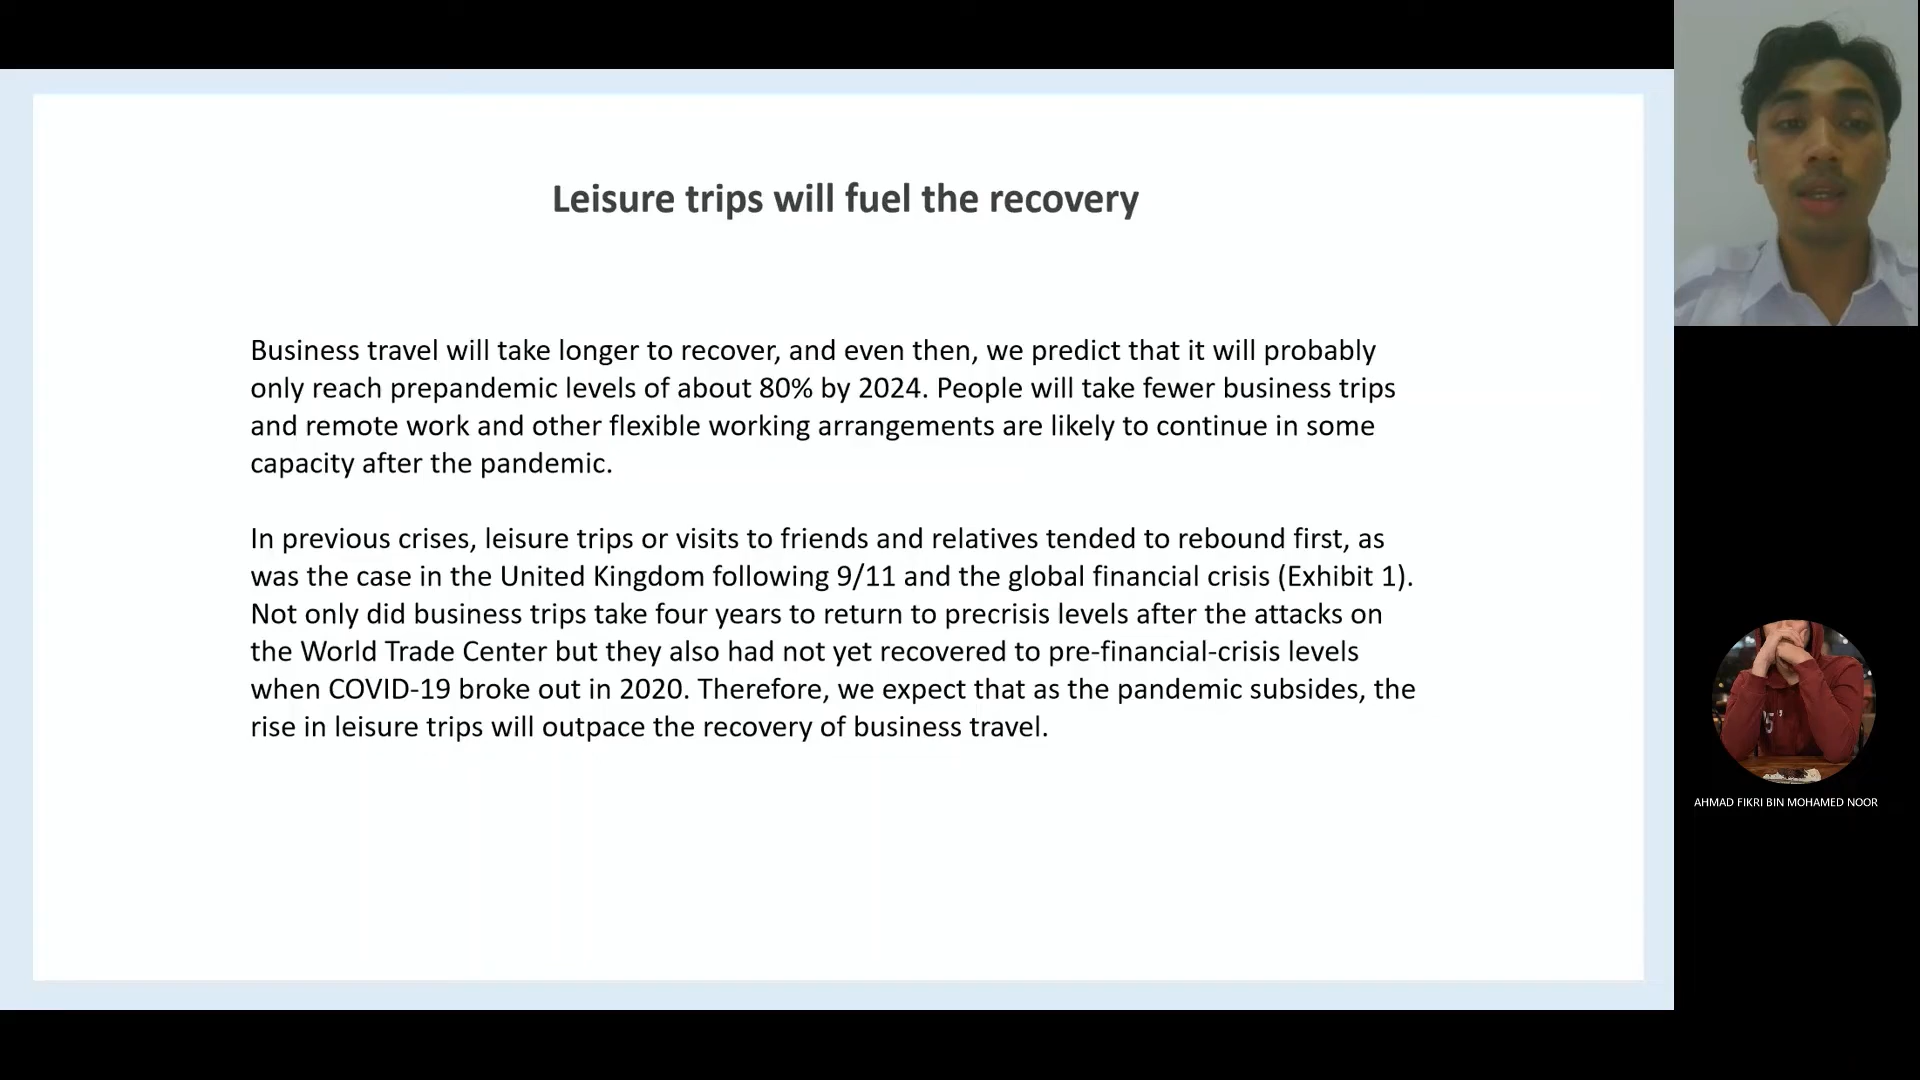 Leisure trips will fuel the recovery
Business travel will take longer to recover, and even then, we predict that it will probably
only reach prepandemic levels of about 80% by 2024. People will take fewer business trips
and remote work and other flexible working arrangements are likely to continue in some
capacity after the pandemic.
In previous crises, leisure trips or visits to friends and relatives tended to rebound first, as
was the case in the United Kingdom following 9/11 and the global financial crisis (Exhibit 1).
Not only did business trips take four years to return to precrisis levels after the attacks on
the World Trade Center but they also had not yet recovered to pre-financial-crisis levels
when COVID-19 broke out in 2020. Therefore, we expect that as the pandemic subsides, the
rise in leisure trips will outpace the recovery of business travel.
AHMAD FIKRI BIN MOHAMED NOOR